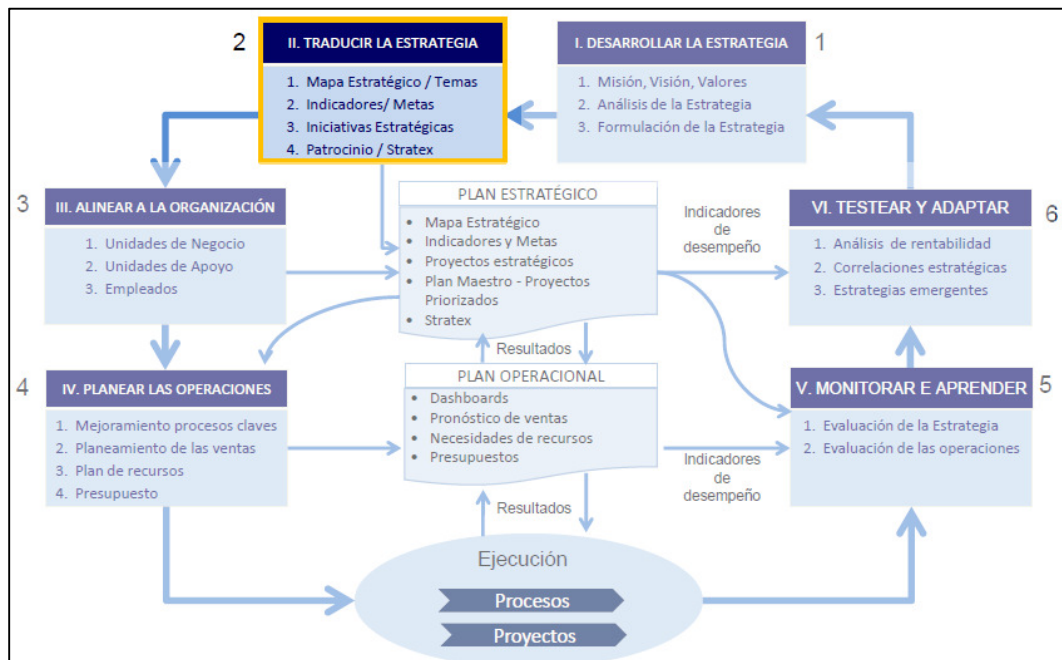 2
II. TRADUCIR LA ESTRATEGIA
1. Mapa Estratégico / Temas
2. Indicadores/ Metas
3. Iniciativas Estratégicas
4. Patrocinio / Stratex
I. DESARROLLAR LA ESTRATEGIA
1
1. Misión, Visión, Valores
2. Análisis de la Estrategia
3. Formulación de la Estrategia
3
III. ALINEAR A LA ORGANIZACIÓN
1. Unidades de Negocio
2. Unidades de Apoyo
3. Empleados
PLAN ESTRATÉGICO
• Mapa Estratégico
• Indicadores y Metas
• Proyectos estratégicos
• Plan Maestro - Proyectos
Priorizados
• Stratex
Indicadores
de
desempeño
VI. TESTEAR Y ADAPTAR
6
1. Análisis de rentabilidad
2. Correlaciones estratégicas
3. Estrategias emergentes
Resultados
4
IV. PLANEAR LAS OPERACIONES
1. Mejoramiento procesos claves
2. Planeamiento de las ventas
3. Plan de recursos
4. Presupuesto
PLAN OPERACIONAL
• Dashboards
• Pronóstico de ventas
• Necesidades de recursos
• Presupuestos
Indicadores
de
desempeño
V. MONITORAR E APRENDER
5
1. Evaluación de la Estrategia
2. Evaluación de las operaciones
Resultados
Ejecución
Procesos
Proyectos